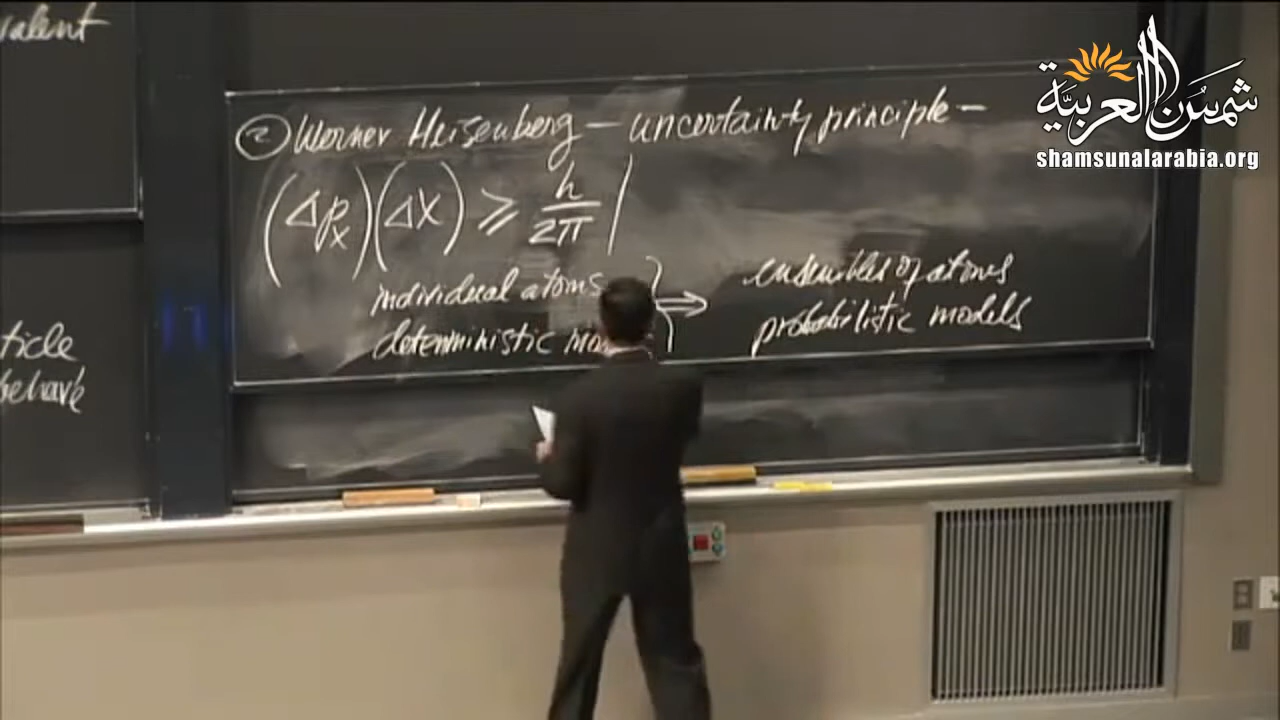 valent
ticle
behave
② Werner Heisenberg — uncertainty principle —
(Δpx)(ΔX) ≥ h/2π
individual atoms } ⇒ ensembles of atoms
deterministic probabilistic models
شمسن العربية
shamsunalarabia.org